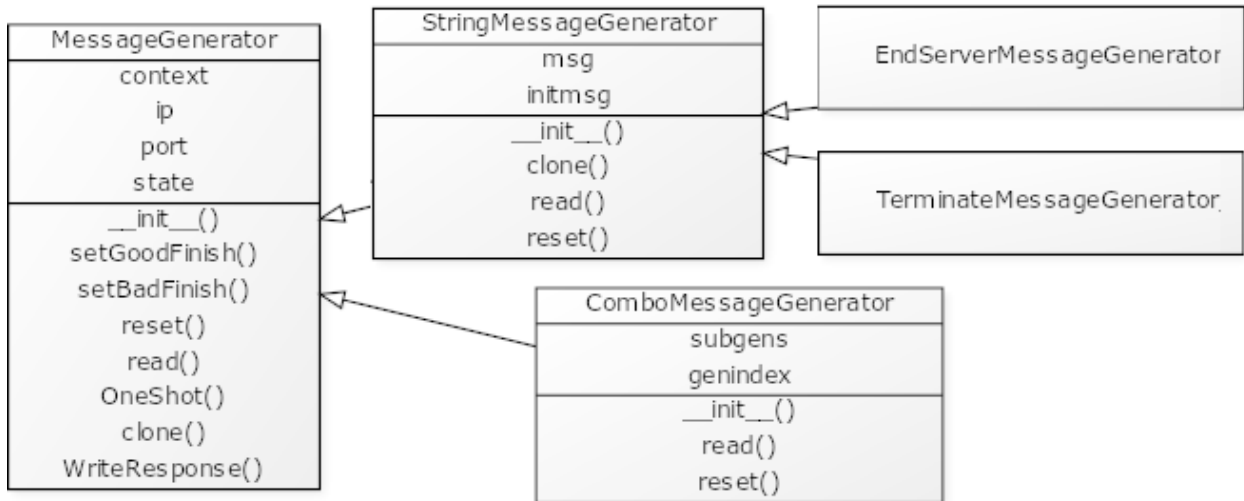 MessageGenerator
context
ip
port
state
__init__()
setGoodFinish()
setBadFinish()
reset()
read()
OneShot()
clone()
WriteResponse()
StringMessageGenerator
msg
initmsg
__init__()
clone()
read()
reset()
EndServerMessageGenerator
TerminateMessageGenerator
ComboMessageGenerator
subgens
genindex
__init__()
read()
reset()